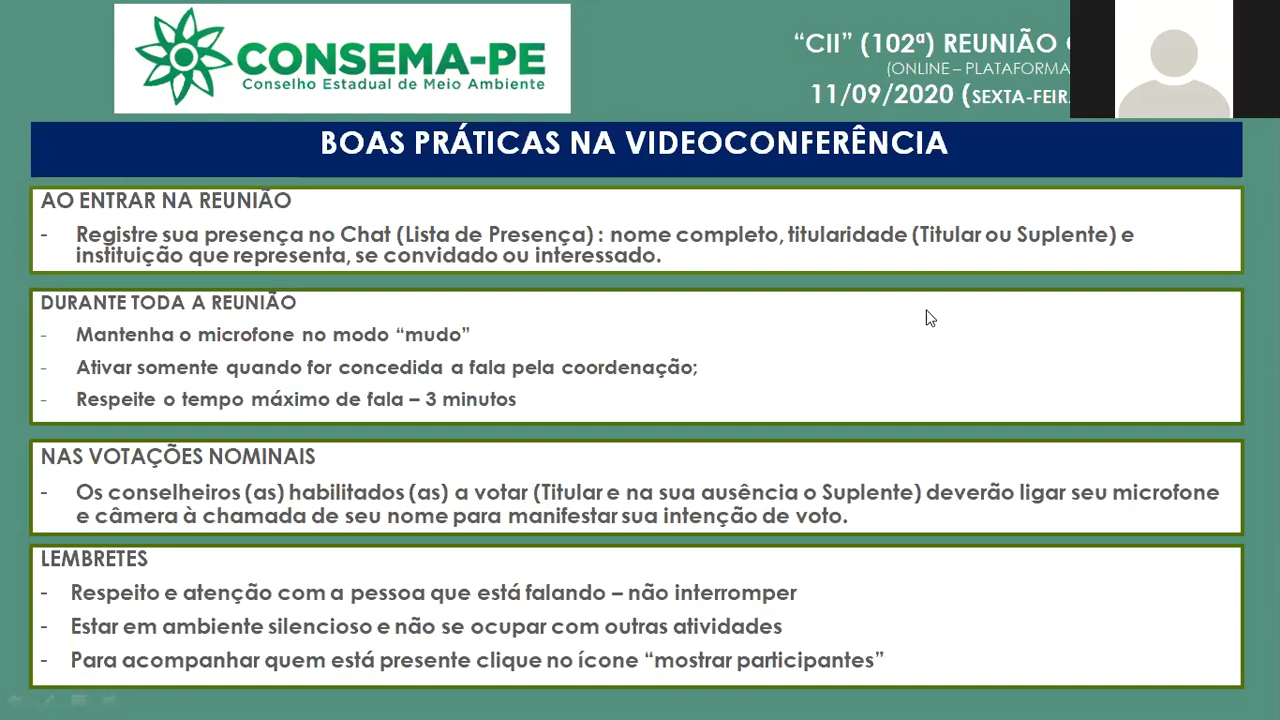 CONSEMA-PE
Conselho Estadual de Meio Ambiente
“CII” (102ª) REUNIÃO
(ONLINE – PLATAFORMA
11/09/2020 (SEXTA-FEIR
BOAS PRÁTICAS NA VIDEOCONFERÊNCIA
AO ENTRAR NA REUNIÃO
- Registre sua presença no Chat (Lista de Presença) : nome completo, titularidade (Titular ou Suplente) e
instituição que representa, se convidado ou interessado.
DURANTE TODA A REUNIÃO
- Mantenha o microfone no modo “mudo”
- Ativar somente quando for concedida a fala pela coordenação;
- Respeite o tempo máximo de fala – 3 minutos
NAS VOTAÇÕES NOMINAIS
- Os conselheiros (as) habilitados (as) a votar (Titular e na sua ausência o Suplente) deverão ligar seu microfone
e câmera à chamada de seu nome para manifestar sua intenção de voto.
LEMBRETES
- Respeito e atenção com a pessoa que está falando – não interromper
- Estar em ambiente silencioso e não se ocupar com outras atividades
- Para acompanhar quem está presente clique no ícone “mostrar participantes”